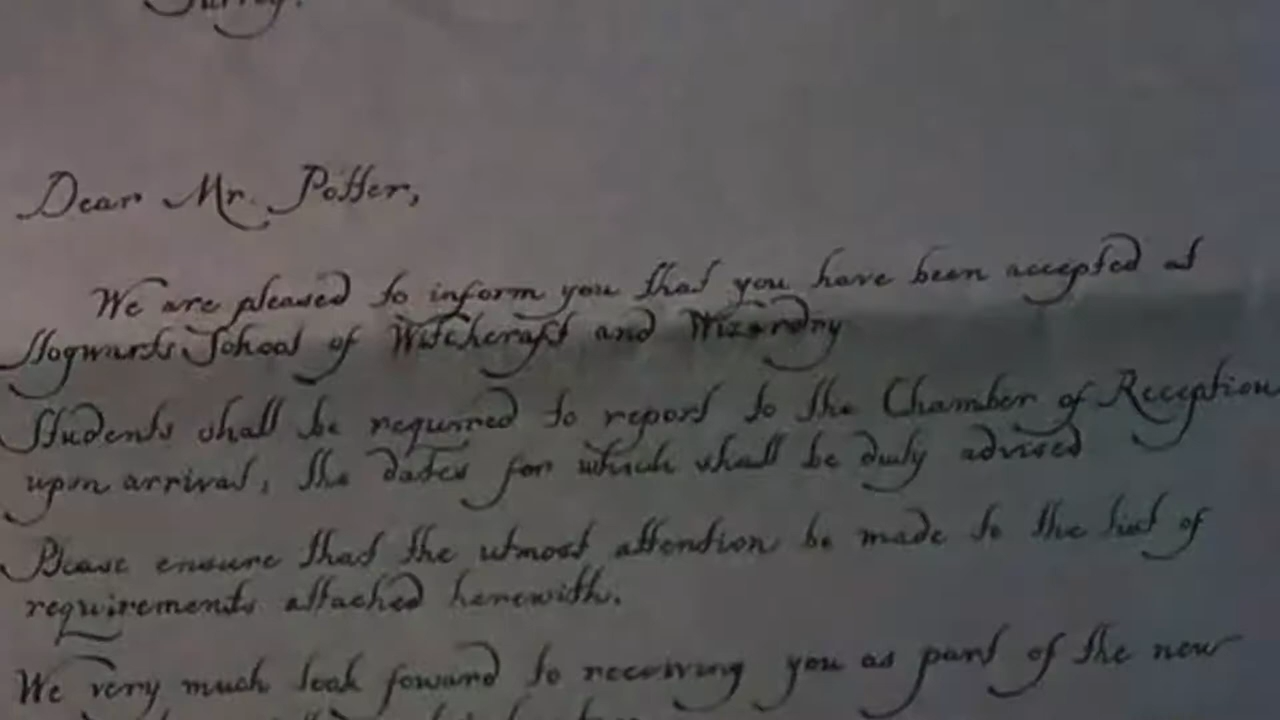 Surrey.
Dear Mr. Potter,
We are pleased to inform you that you have been accepted at
Hogwarts School of Witchcraft and Wizardry
Students shall be required to report to the Chamber of Reception
upon arrival, the dates for which shall be duly advised
Please ensure that the utmost attention be made to the list of
requirements attached herewith.
We very much look foward to receiving you as part of the new